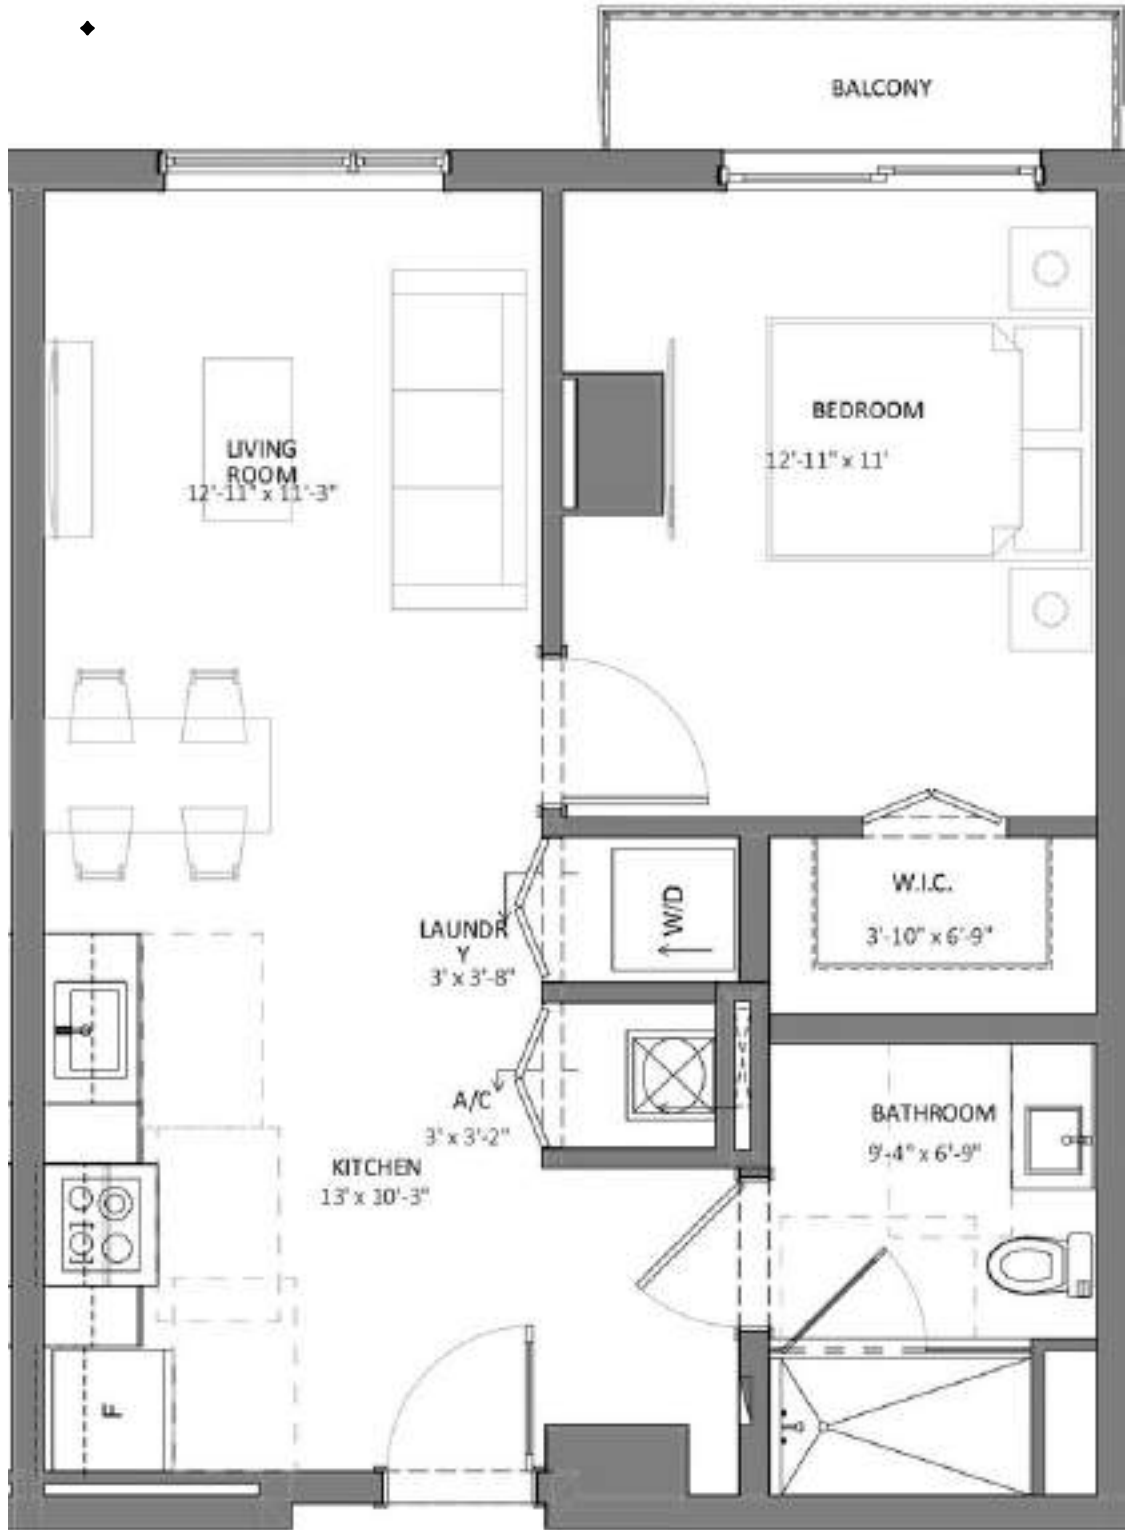 BALCONY
BEDROOM
12'-11" x 11'
LIVING
ROOM
12'-11" x 11'-3"
W.I.C.
3'-10" x 6'-9"
W/D
LAUNDR
Y
3' x 3'-8"
A/C
3' x 3'-2"
BATHROOM
9'-4" x 6'-9"
KITCHEN
13' x 10'-3"
F